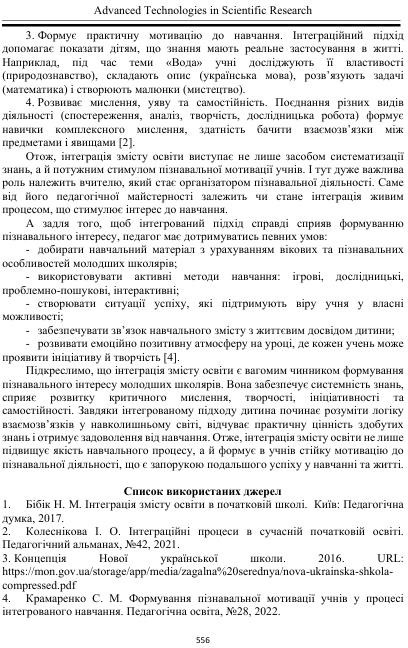 Advanced Technologies in Scientific Research
3. Формує практичну мотивацію до навчання. Інтеграційний підхід
допомагає показати дітям, що знання мають реальне застосування в житті.
Наприклад, під час теми «Вода» учні досліджують її властивості
(природознавство), складають опис (українська мова), розв’язують задачі
(математика) і створюють малюнки (мистецтво).
4. Розвиває мислення, уяву та самостійність. Поєднання різних видів
діяльності (спостереження, аналіз, творчість, дослідницька робота) формує
навички комплексного мислення, здатність бачити взаємозв’язки між
предметами і явищами [2].
Отож, інтеграція змісту освіти виступає не лише засобом систематизації
знань, а й потужним стимулом пізнавальної мотивації учнів. І тут дуже важлива
роль належить вчителю, який стає організатором пізнавальної діяльності. Саме
від його педагогічної майстерності залежить чи стане інтеграція живим
процесом, що стимулює інтерес до навчання.
А задля того, щоб інтегрований підхід справді сприяв формуванню
пізнавального інтересу, педагог має дотримуватись певних умов:
- добирати навчальний матеріал з урахуванням вікових та пізнавальних
особливостей молодших школярів;
- використовувати активні методи навчання: ігрові, дослідницькі,
проблемно-пошукові, інтерактивні;
- створювати ситуації успіху, які підтримують віру учня у власні
можливості;
- забезпечувати зв’язок навчального змісту з життєвим досвідом дитини;
- розвивати емоційно позитивну атмосферу на уроці, де кожен учень може
проявити ініціативу й творчість [4].
Підкреслимо, що інтеграція змісту освіти є вагомим чинником формування
пізнавального інтересу молодших школярів. Вона забезпечує системність знань,
сприяє розвитку критичного мислення, творчості, ініціативності та
самостійності. Завдяки інтегрованому підходу дитина починає розуміти логіку
взаємозв’язків у навколишньому світі, відчуває практичну цінність здобутих
знань і отримує задоволення від навчання. Отже, інтеграція змісту освіти не лише
підвищує якість навчального процесу, а й формує в учнів стійку мотивацію до
пізнавальної діяльності, що є запорукою подальшого успіху у навчанні та житті.
Список використаних джерел
1. Бібік Н. М. Інтеграція змісту освіти в початковій школі. Київ: Педагогічна
думка, 2017.
2. Колеснікова І. О. Інтеграційні процеси в сучасній початковій освіті.
Педагогічний альманах, №42, 2021.
3. Концепція Нової української школи. 2016. URL:
https://mon.gov.ua/storage/app/media/zagalna%20serednya/nova-ukrainska-shkola-
compressed.pdf
4. Крамаренко С. М. Формування пізнавальної мотивації учнів у процесі
інтегрованого навчання. Педагогічна освіта, №28, 2022.
556